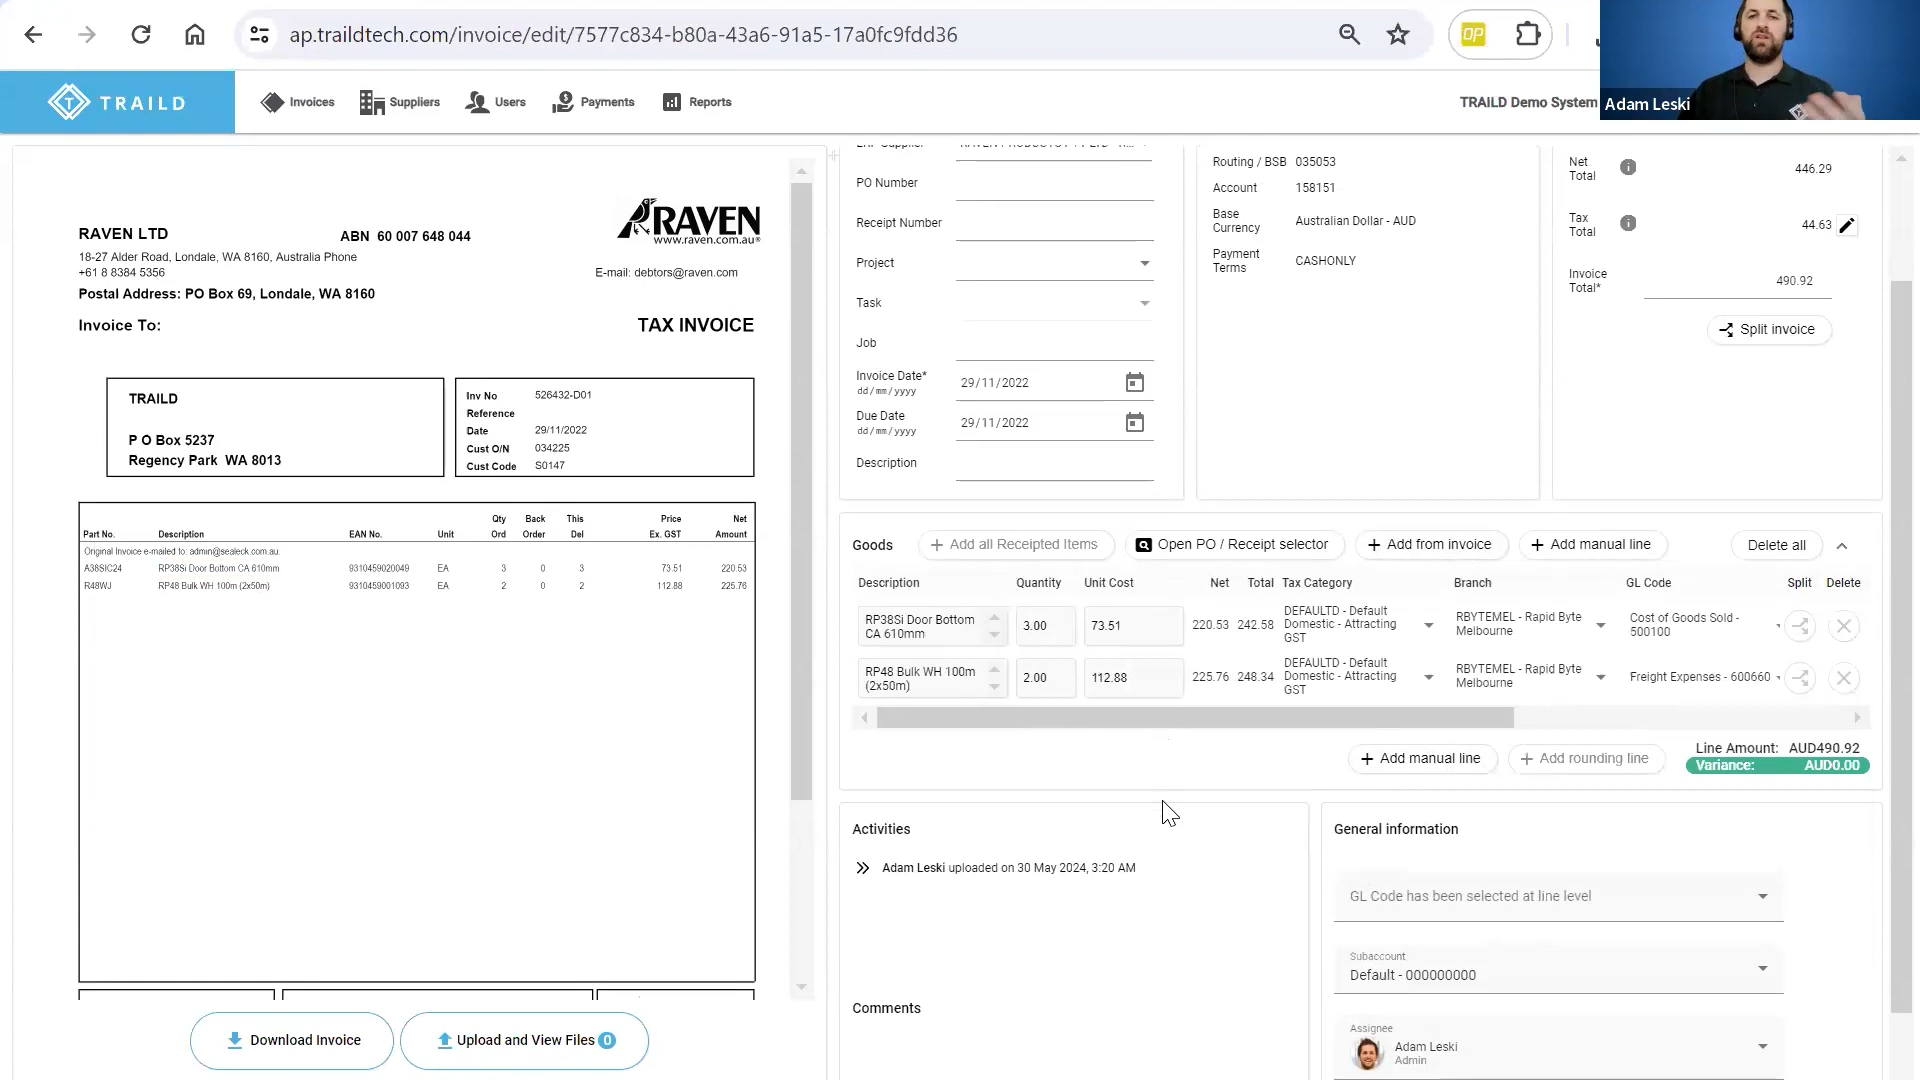 ap.traildtech.com/invoice/edit/7577c834-b80a-43a6-91a5-17a0fc9fdd36
OP
Adam Leski
TRAILD
Invoices
Suppliers
Users
Payments
Reports
TRAILD Demo System
RAVEN LTD
ABN 60 007 648 044
RAVEN
www.raven.com.au
18-27 Alder Road, Londale, WA 8160, Australia Phone
+61 8 8384 5356
E-mail: debtors@raven.com
Postal Address: PO Box 69, Londale, WA 8160
Invoice To:
TAX INVOICE
TRAILD
P O Box 5237
Regency Park WA 8013
Inv No 526432-D01
Reference
Date 29/11/2022
Cust O/N 034225
Cust Code S0147
Part No. Description EAN No. Unit Qty Ord Back Order This Del Price Ex. GST Net Amount
Original Invoice e-mailed to: admin@sealeck.com.au.
A38SIC24 RP38Si Door Bottom CA 610mm 9310459020049 EA 3 0 3 73.51 220.53
R48WJ RP48 Bulk WH 100m (2x50m) 9310459001093 EA 2 0 2 112.88 225.76
Download Invoice
Upload and View Files 0
PO Number
Receipt Number
Project
Task
Job
Invoice Date* 29/11/2022
dd/mm/yyyy
Due Date 29/11/2022
dd/mm/yyyy
Description
Routing / BSB 035053
Account 158151
Base Currency Australian Dollar - AUD
Payment Terms CASHONLY
Net Total 446.29
Tax Total 44.63
Invoice Total* 490.92
Split invoice
Goods
+ Add all Receipted Items
Open PO / Receipt selector
+ Add from invoice
+ Add manual line
Delete all
Description Quantity Unit Cost Net Total Tax Category Branch GL Code Split Delete
RP38Si Door Bottom CA 610mm 3.00 73.51 220.53 242.58 DEFAULTD - Default Domestic - Attracting GST RBYTEMEL - Rapid Byte Melbourne Cost of Goods Sold - 500100
RP48 Bulk WH 100m (2x50m) 2.00 112.88 225.76 248.34 DEFAULTD - Default Domestic - Attracting GST RBYTEMEL - Rapid Byte Melbourne Freight Expenses - 600660
+ Add manual line
+ Add rounding line
Line Amount: AUD490.92
Variance: AUD0.00
Activities
Adam Leski uploaded on 30 May 2024, 3:20 AM
Comments
General information
GL Code has been selected at line level
Subaccount
Default - 000000000
Assignee
Adam Leski
Admin